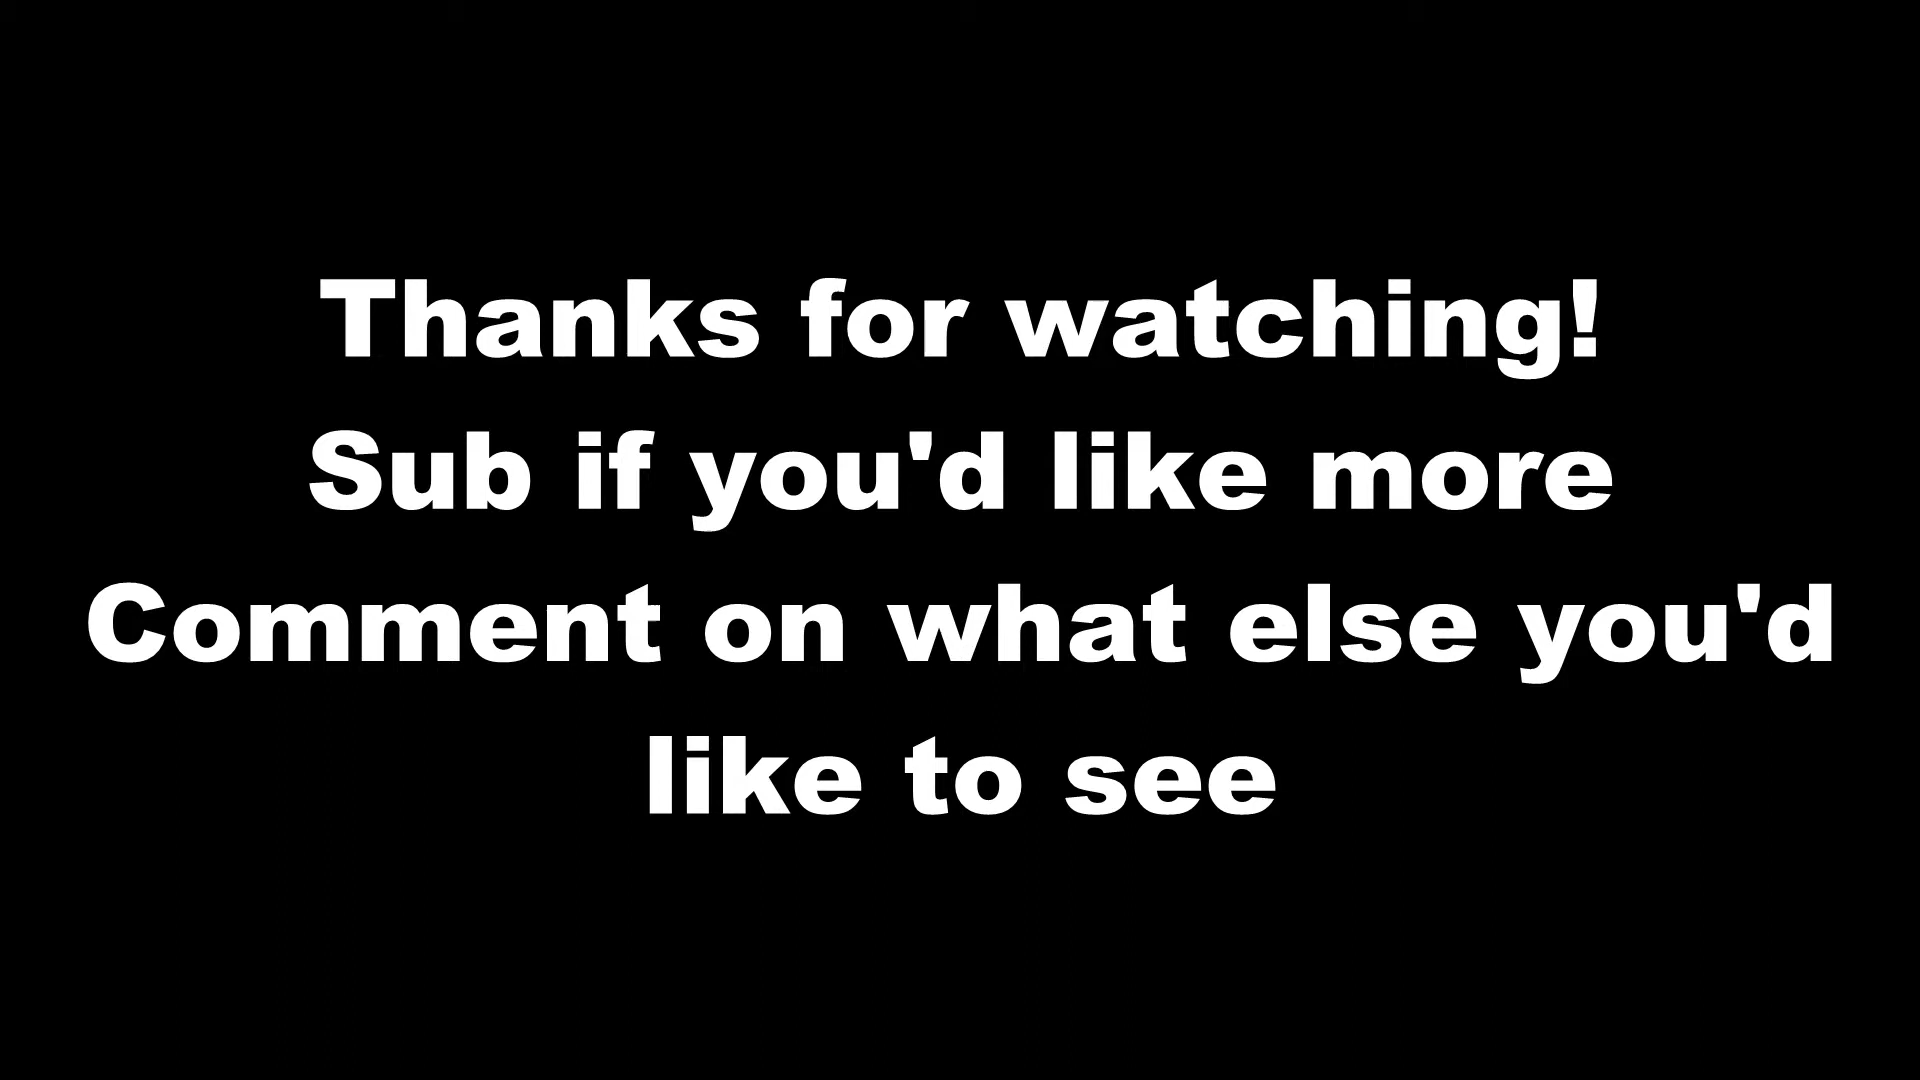 Thanks for watching!
Sub if you'd like more
Comment on what else you'd
like to see